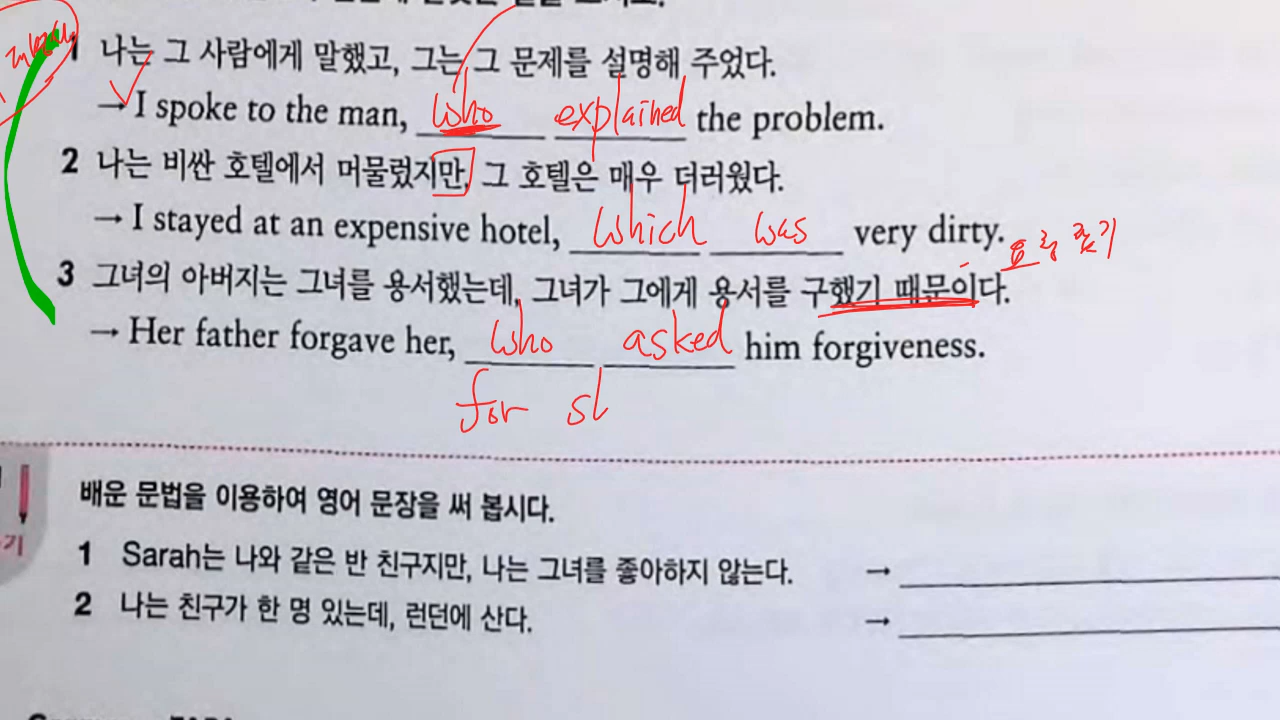 1 나는 그 사람에게 말했고, 그는 그 문제를 설명해 주었다.
→ I spoke to the man, who explained the problem.
2 나는 비싼 호텔에서 머물렀지만, 그 호텔은 매우 더러웠다.
→ I stayed at an expensive hotel, which was very dirty.
3 그녀의 아버지는 그녀를 용서했는데, 그녀가 그에게 용서를 구했기 때문이다.
→ Her father forgave her, who asked him forgiveness.
for
배운 문법을 이용하여 영어 문장을 써 봅시다.
1 Sarah는 나와 같은 반 친구지만, 나는 그녀를 좋아하지 않는다. →
2 나는 친구가 한 명 있는데, 런던에 산다. →